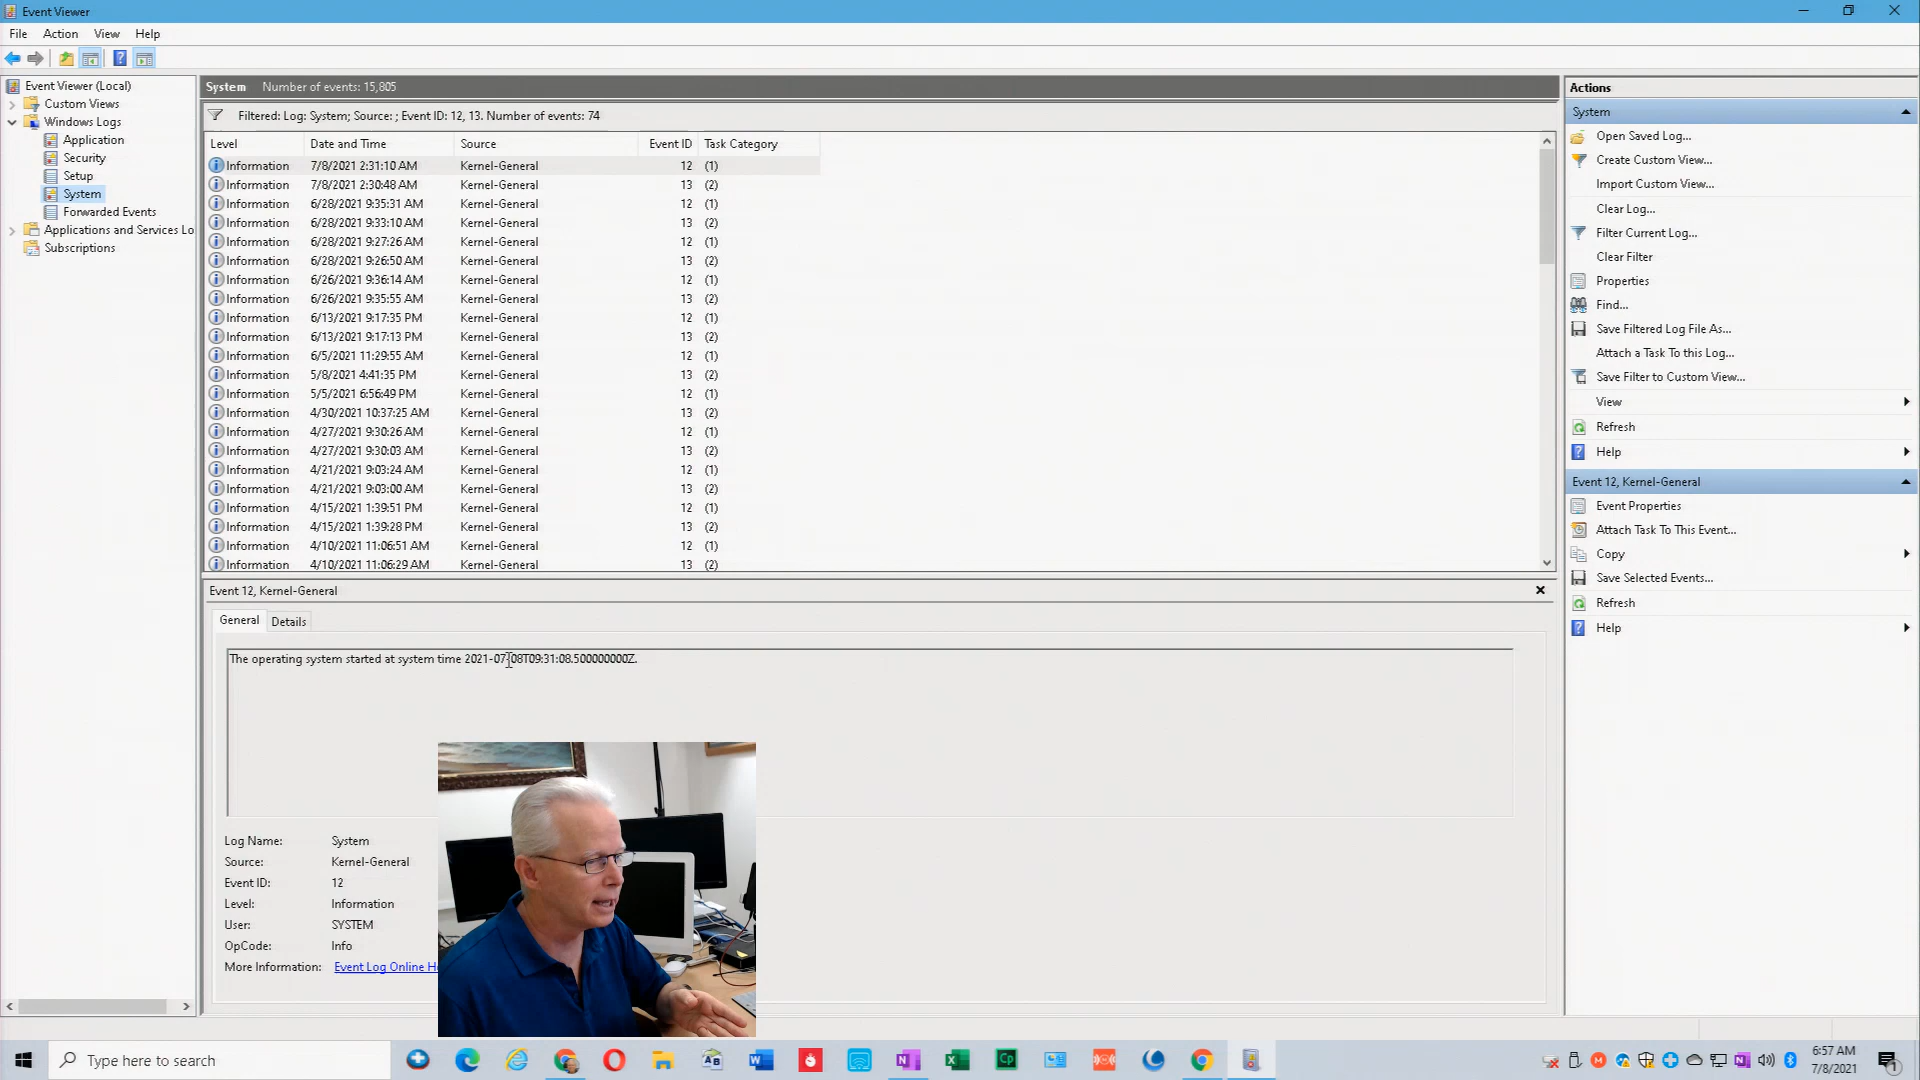 Event Viewer
File Action View Help
Event Viewer (Local)
Custom Views
Windows Logs
Application
Security
Setup
System
Forwarded Events
Applications and Services Lo
Subscriptions
System Number of events: 15,805
Filtered: Log: System; Source: ; Event ID: 12, 13. Number of events: 74
Level Date and Time Source Event ID Task Category
Information 7/8/2021 2:31:10 AM Kernel-General 12 (1)
Information 7/8/2021 2:30:48 AM Kernel-General 13 (2)
Information 6/28/2021 9:35:31 AM Kernel-General 12 (1)
Information 6/28/2021 9:33:10 AM Kernel-General 13 (2)
Information 6/28/2021 9:27:26 AM Kernel-General 12 (1)
Information 6/28/2021 9:26:50 AM Kernel-General 13 (2)
Information 6/26/2021 9:36:14 AM Kernel-General 12 (1)
Information 6/26/2021 9:35:55 AM Kernel-General 13 (2)
Information 6/13/2021 9:17:35 PM Kernel-General 12 (1)
Information 6/13/2021 9:17:13 PM Kernel-General 13 (2)
Information 6/5/2021 11:29:55 AM Kernel-General 12 (1)
Information 5/8/2021 4:41:35 PM Kernel-General 13 (2)
Information 5/5/2021 6:56:49 PM Kernel-General 12 (1)
Information 4/30/2021 10:37:25 AM Kernel-General 13 (2)
Information 4/27/2021 9:30:26 AM Kernel-General 12 (1)
Information 4/27/2021 9:30:03 AM Kernel-General 13 (2)
Information 4/21/2021 9:03:24 AM Kernel-General 12 (1)
Information 4/21/2021 9:03:00 AM Kernel-General 13 (2)
Information 4/15/2021 1:39:51 PM Kernel-General 12 (1)
Information 4/15/2021 1:39:28 PM Kernel-General 13 (2)
Information 4/10/2021 11:06:51 AM Kernel-General 12 (1)
Information 4/10/2021 11:06:29 AM Kernel-General 13 (2)
Event 12, Kernel-General
General Details
The operating system started at system time 2021-07-08T09:31:08.500000000Z.
Log Name: System
Source: Kernel-General
Event ID: 12
Level: Information
User: SYSTEM
OpCode: Info
More Information: Event Log Online He
Actions
System
Open Saved Log...
Create Custom View...
Import Custom View...
Clear Log...
Filter Current Log...
Clear Filter
Properties
Find...
Save Filtered Log File As...
Attach a Task To this Log...
Save Filter to Custom View...
View
Refresh
Help
Event 12, Kernel-General
Event Properties
Attach Task To This Event...
Copy
Save Selected Events...
Refresh
Help
Type here to search
6:57 AM
7/8/2021